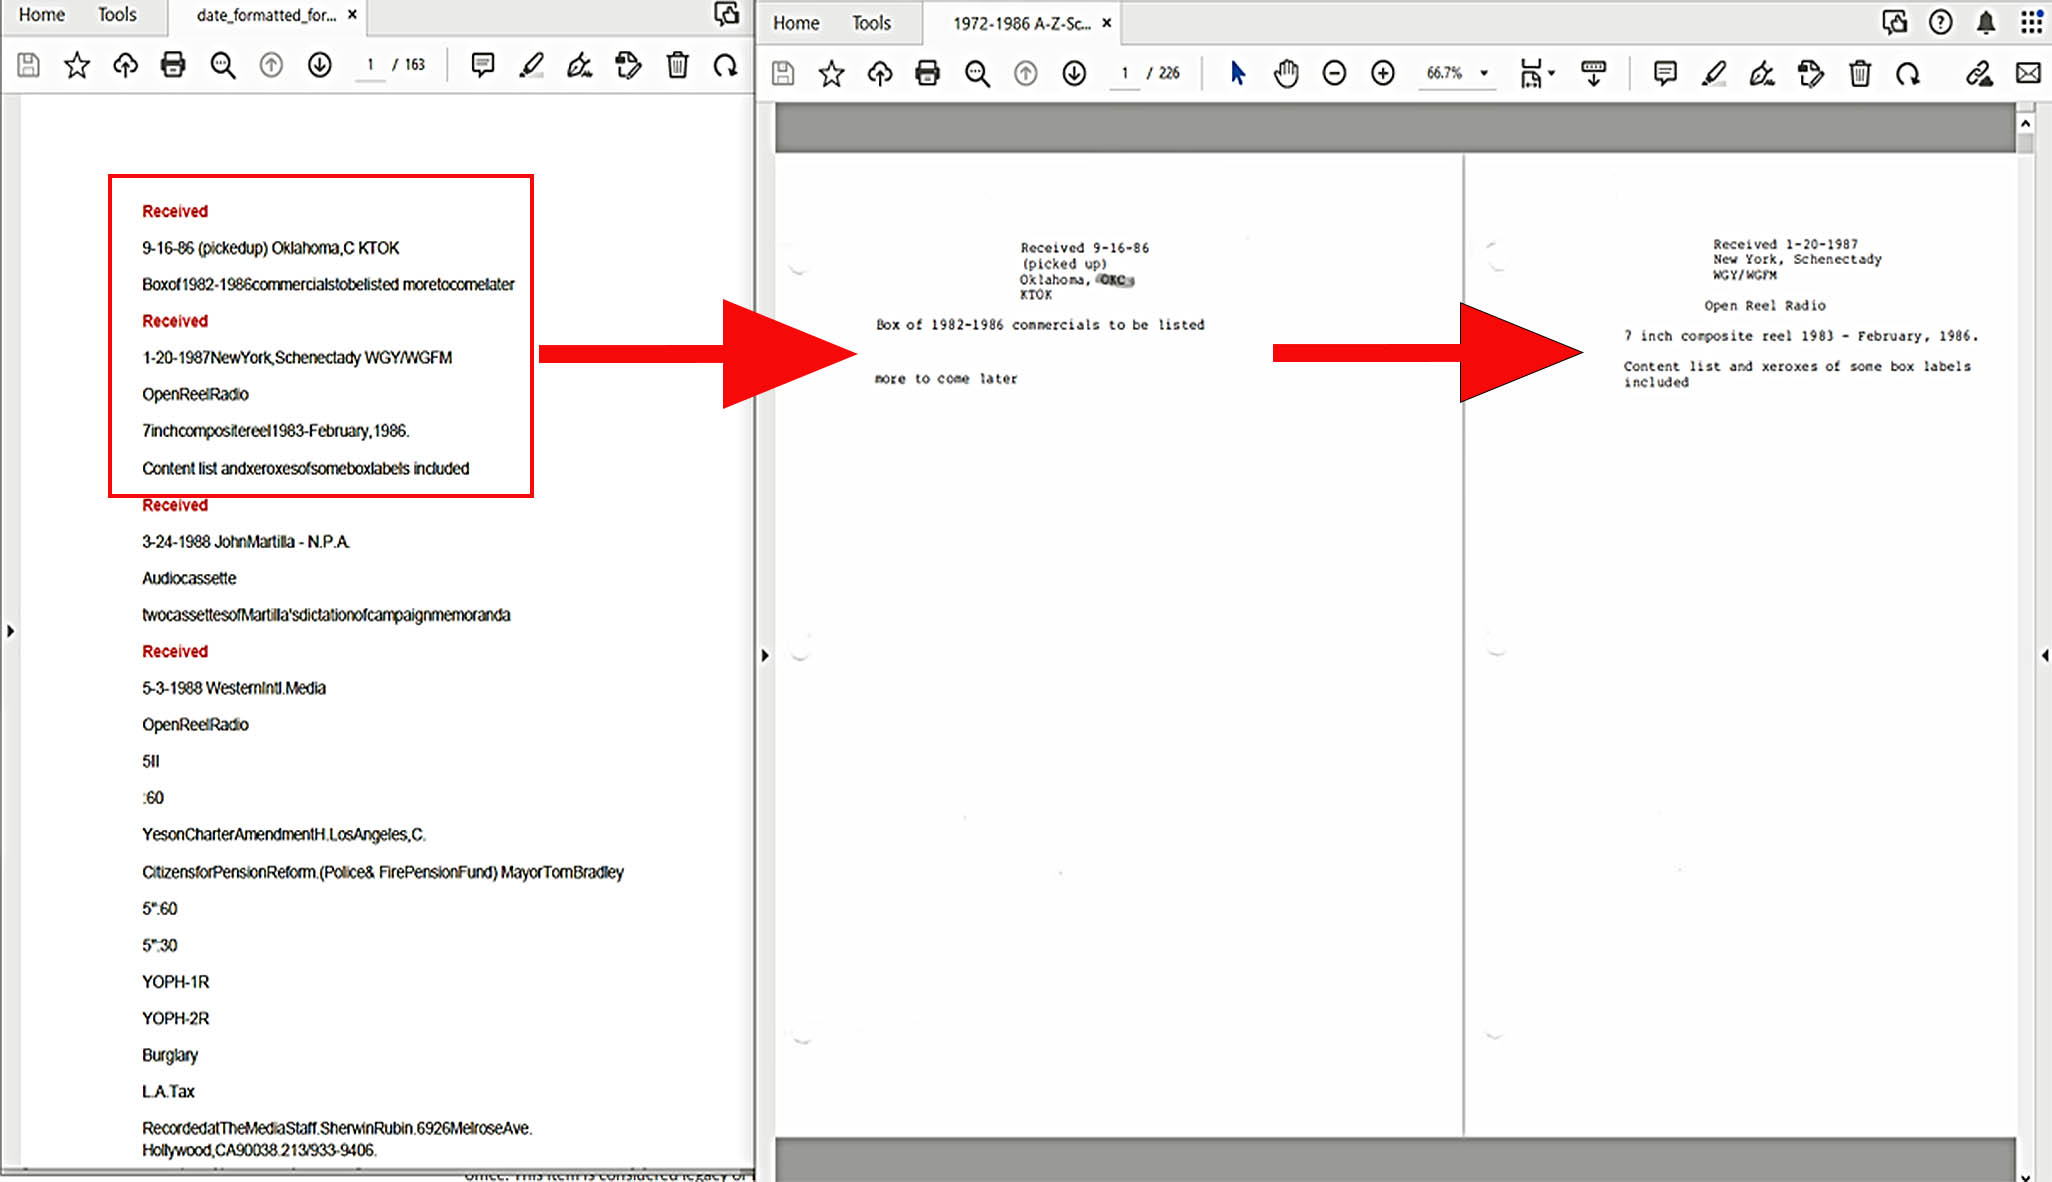 Home
Tools
date_formatted_for...
1 / 163
Received
9-16-86 (pickedup) Oklahoma,C KTOK
Boxof1982-1986commercialstobelisted moretocomelater
Received
1-20-1987NewYork,Schenectady WGY/WGFM
OpenReelRadio
7inchcompositereel1983-February,1986.
Content list andxeroxesofsomeboxlabels included
Received
3-24-1988 JohnMartilla - N.P.A.
Audiocassette
twocassettesofMartilla'sdictationofcampaignmemoranda
Received
5-3-1988 WesternIntl.Media
OpenReelRadio
5II
:60
YesonCharterAmendmentH.LosAngeles,C.
CitizensforPensionReform.(Police& FirePensionFund) MayorTomBradley
5":60
5":30
YOPH-1R
YOPH-2R
Burglary
L.A.Tax
RecordedatTheMediaStaff.SherwinRubin.6926MelroseAve.
Hollywood,CA90038.213/933-9406.
Home
Tools
1972-1986 A-Z-Sc...
1 / 226
66.7%
Received 9-16-86
(picked up)
Oklahoma, OKC
KTOK
Box of 1982-1986 commercials to be listed
more to come later
Received 1-20-1987
New York, Schenectady
WGY/WGFM
Open Reel Radio
7 inch composite reel 1983 - February, 1986.
Content list and xeroxes of some box labels
included